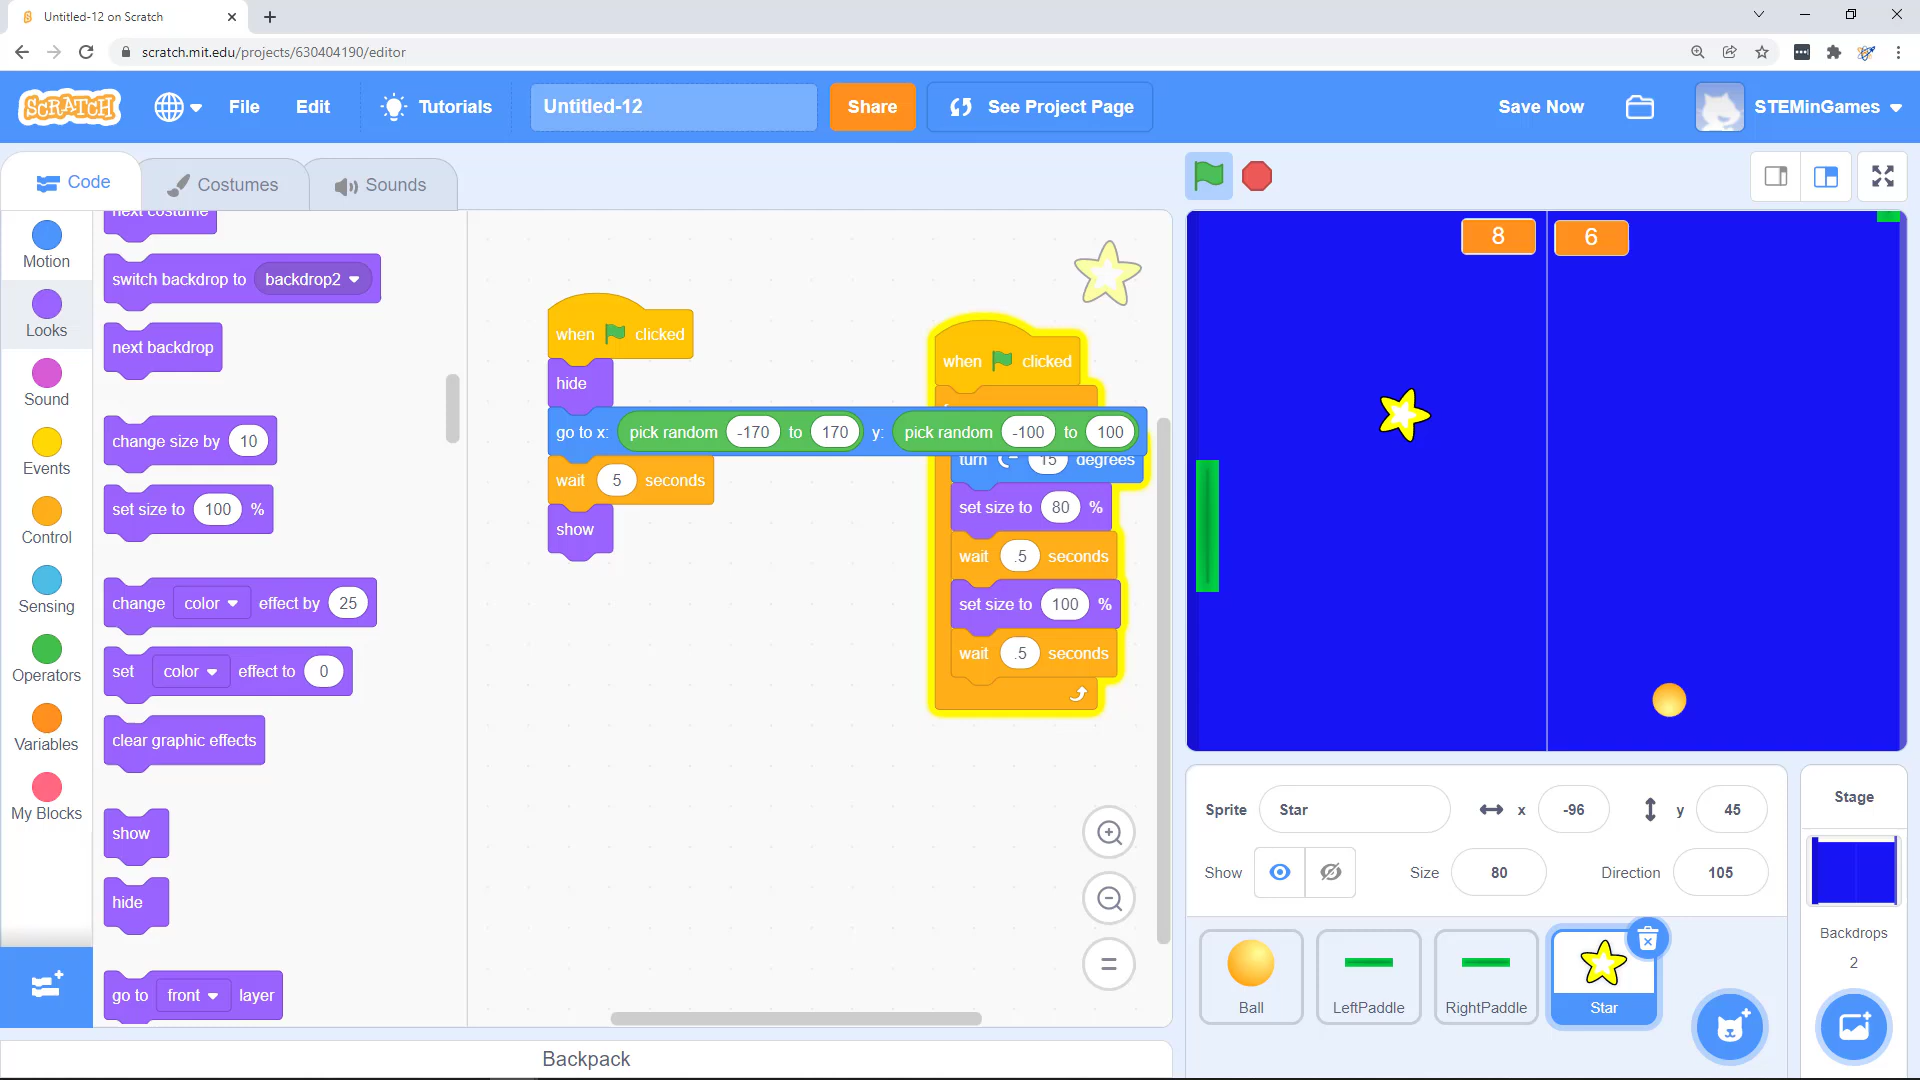 Untitled-12 on Scratch
scratch.mit.edu/projects/630404190/editor
SCRATCH
File
Edit
Tutorials
Untitled-12
Share
See Project Page
Save Now
STEMinGames
Code
Costumes
Sounds
Motion
Looks
Sound
Events
Control
Sensing
Operators
Variables
My Blocks
next costume
switch backdrop to backdrop2
next backdrop
change size by 10
set size to 100 %
change color effect by 25
set color effect to 0
clear graphic effects
show
hide
go to front layer
when clicked
hide
go to x: pick random -170 to 170 y: pick random -100 to 100
wait 5 seconds
show
when clicked
turn 15 degrees
set size to 80 %
wait .5 seconds
set size to 100 %
wait .5 seconds
8
6
Sprite Star x -96 y 45
Show Size 80 Direction 105
Ball
LeftPaddle
RightPaddle
Star
Stage
Backdrops
2
Backpack